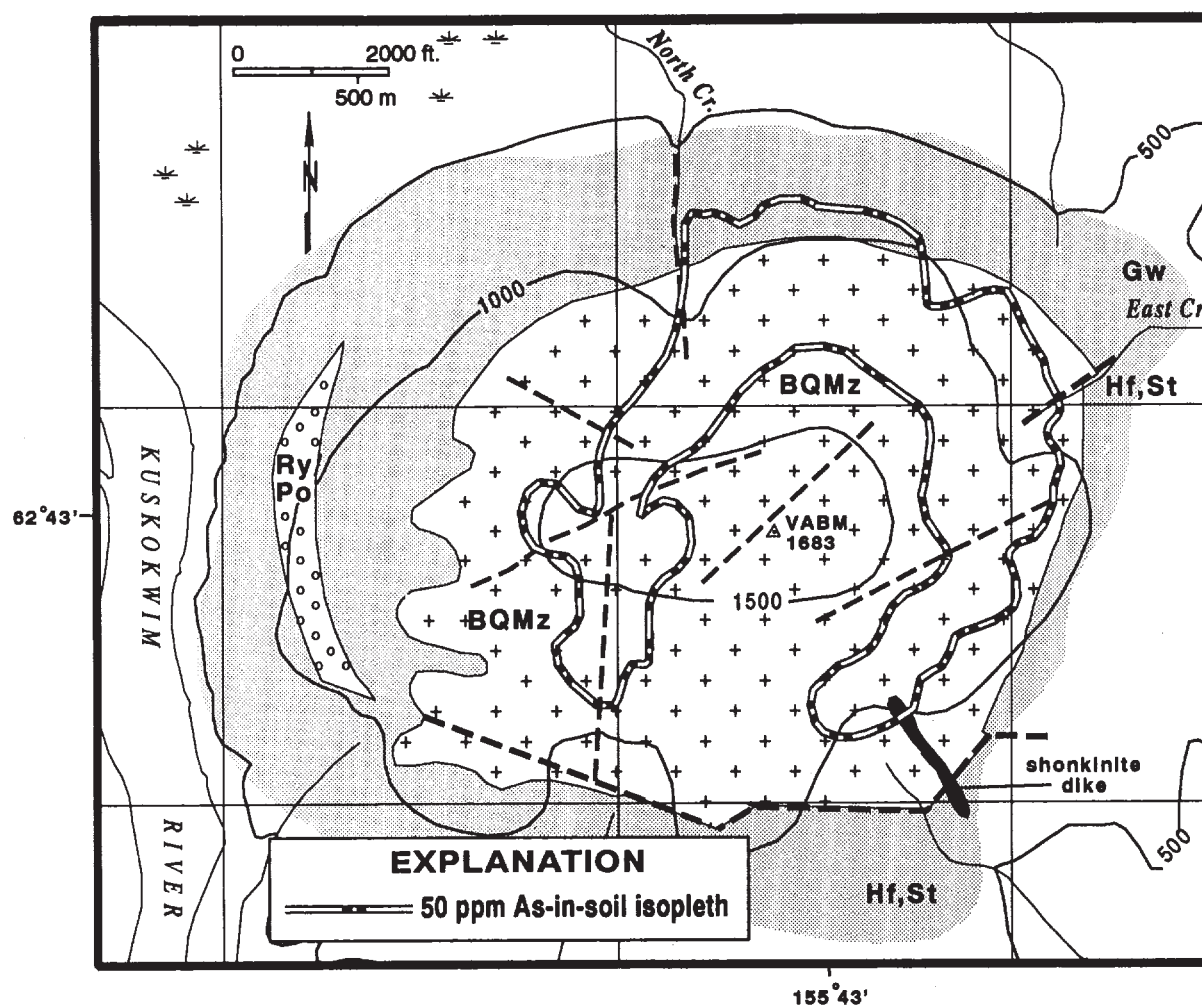 0 2000 ft.
500 m
North Cr.
N
500
1000
Gw
East Cr
BQMz
Hf,St
Ry
Po
KUSKOKWIM
62°43'
VABM
1683
1500
BQMz
shonkinite
dike
RIVER
500
EXPLANATION
50 ppm As-in-soil isopleth
Hf,St
155°43'